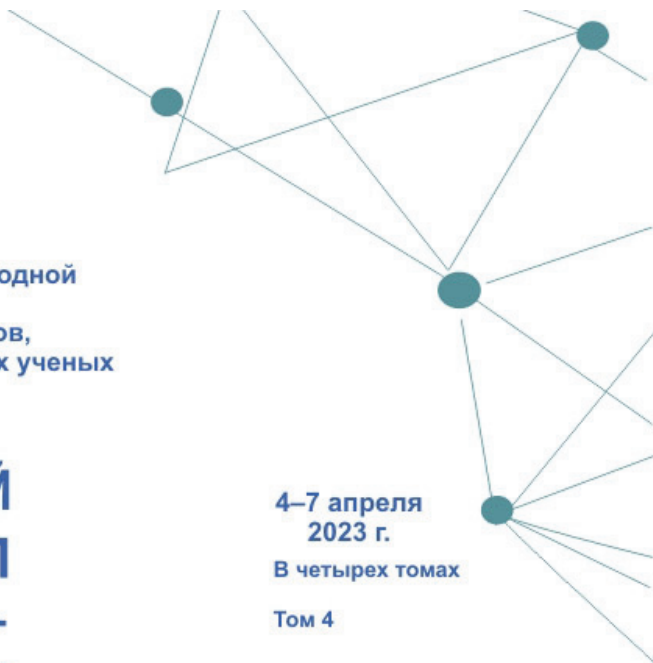 одной
ов,
х ученых
Й
4–7 апреля
2023 г.
В четырех томах
Том 4